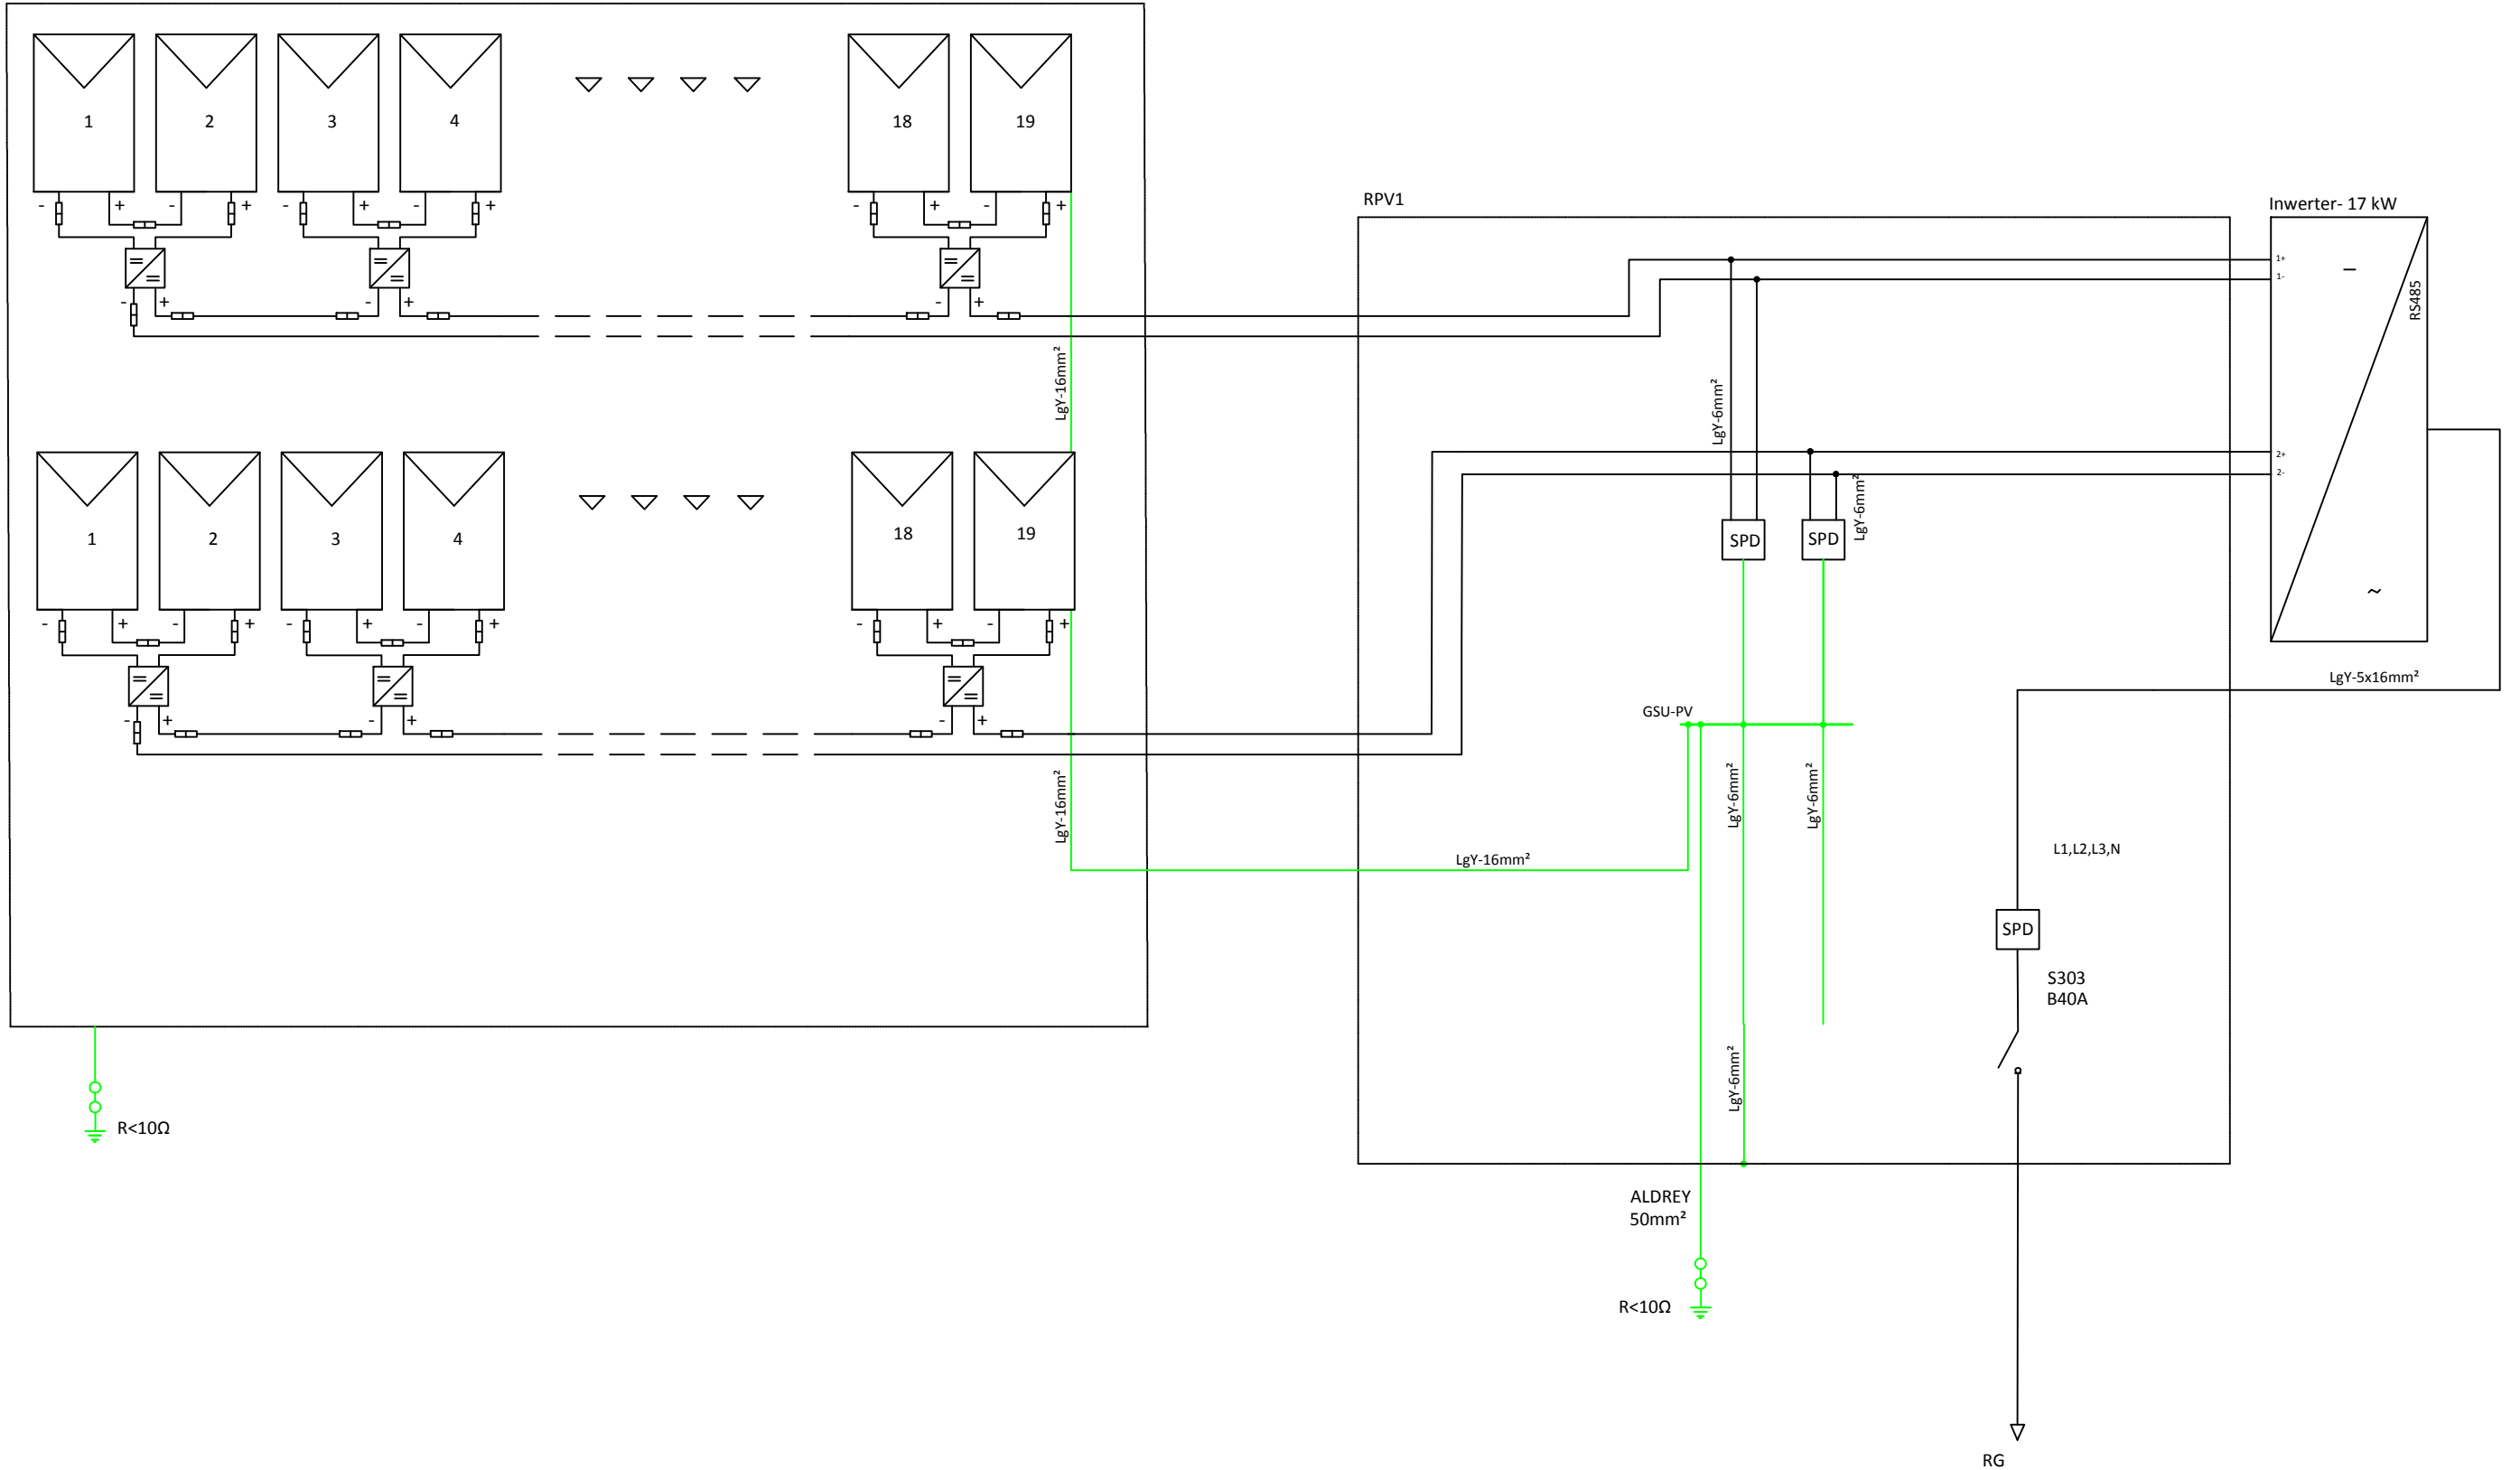 1 2 3 4 18 19
- + - + - + - + - + - +
- + - + - +
LgY-16mm²
1 2 3 4 18 19
- + - + - + - + - + - +
- + - + - +
LgY-16mm²
R<10Ω
RPV1
Inwerter- 17 kW
1+
1-
–
RS485
LgY-6mm²
2+
2-
LgY-6mm²
SPD SPD
~
LgY-5x16mm²
GSU-PV
LgY-6mm²
LgY-6mm²
L1,L2,L3,N
LgY-16mm²
SPD
S303
B40A
LgY-6mm²
ALDREY
50mm²
R<10Ω
RG